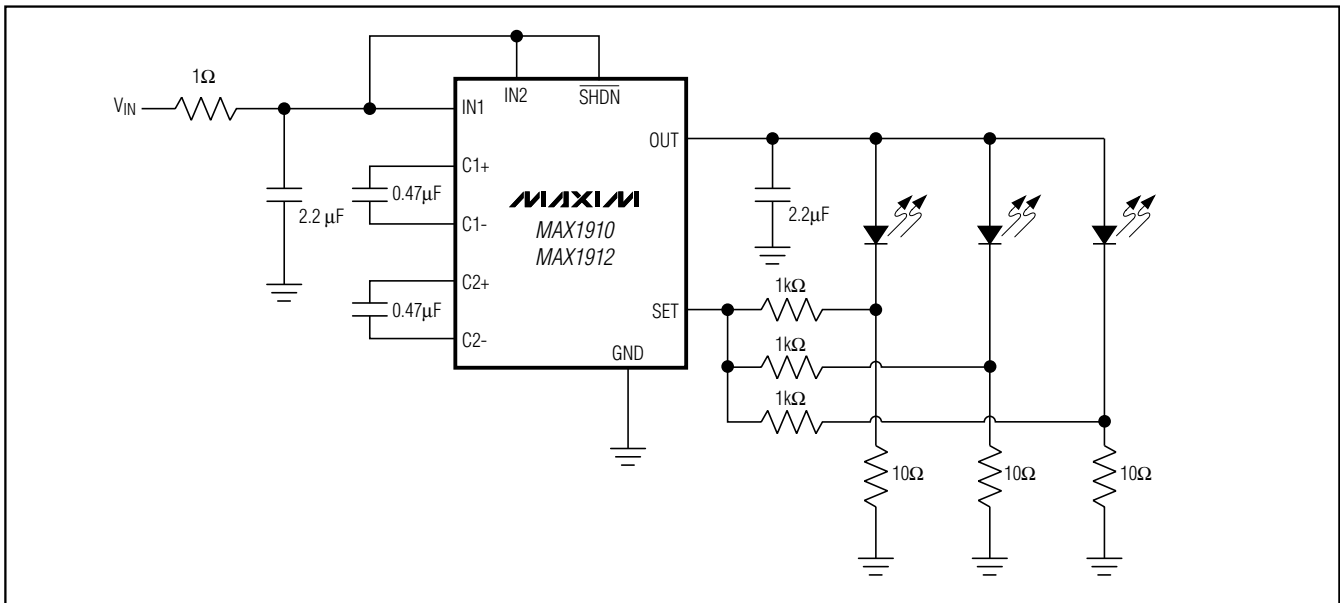 1Ω
VIN
2.2 µF
0.47µF
0.47µF
IN1
IN2
SHDN
C1+
C1-
C2+
C2-
MAXIM
MAX1910
MAX1912
OUT
SET
GND
2.2µF
1kΩ
1kΩ
1kΩ
10Ω
10Ω
10Ω